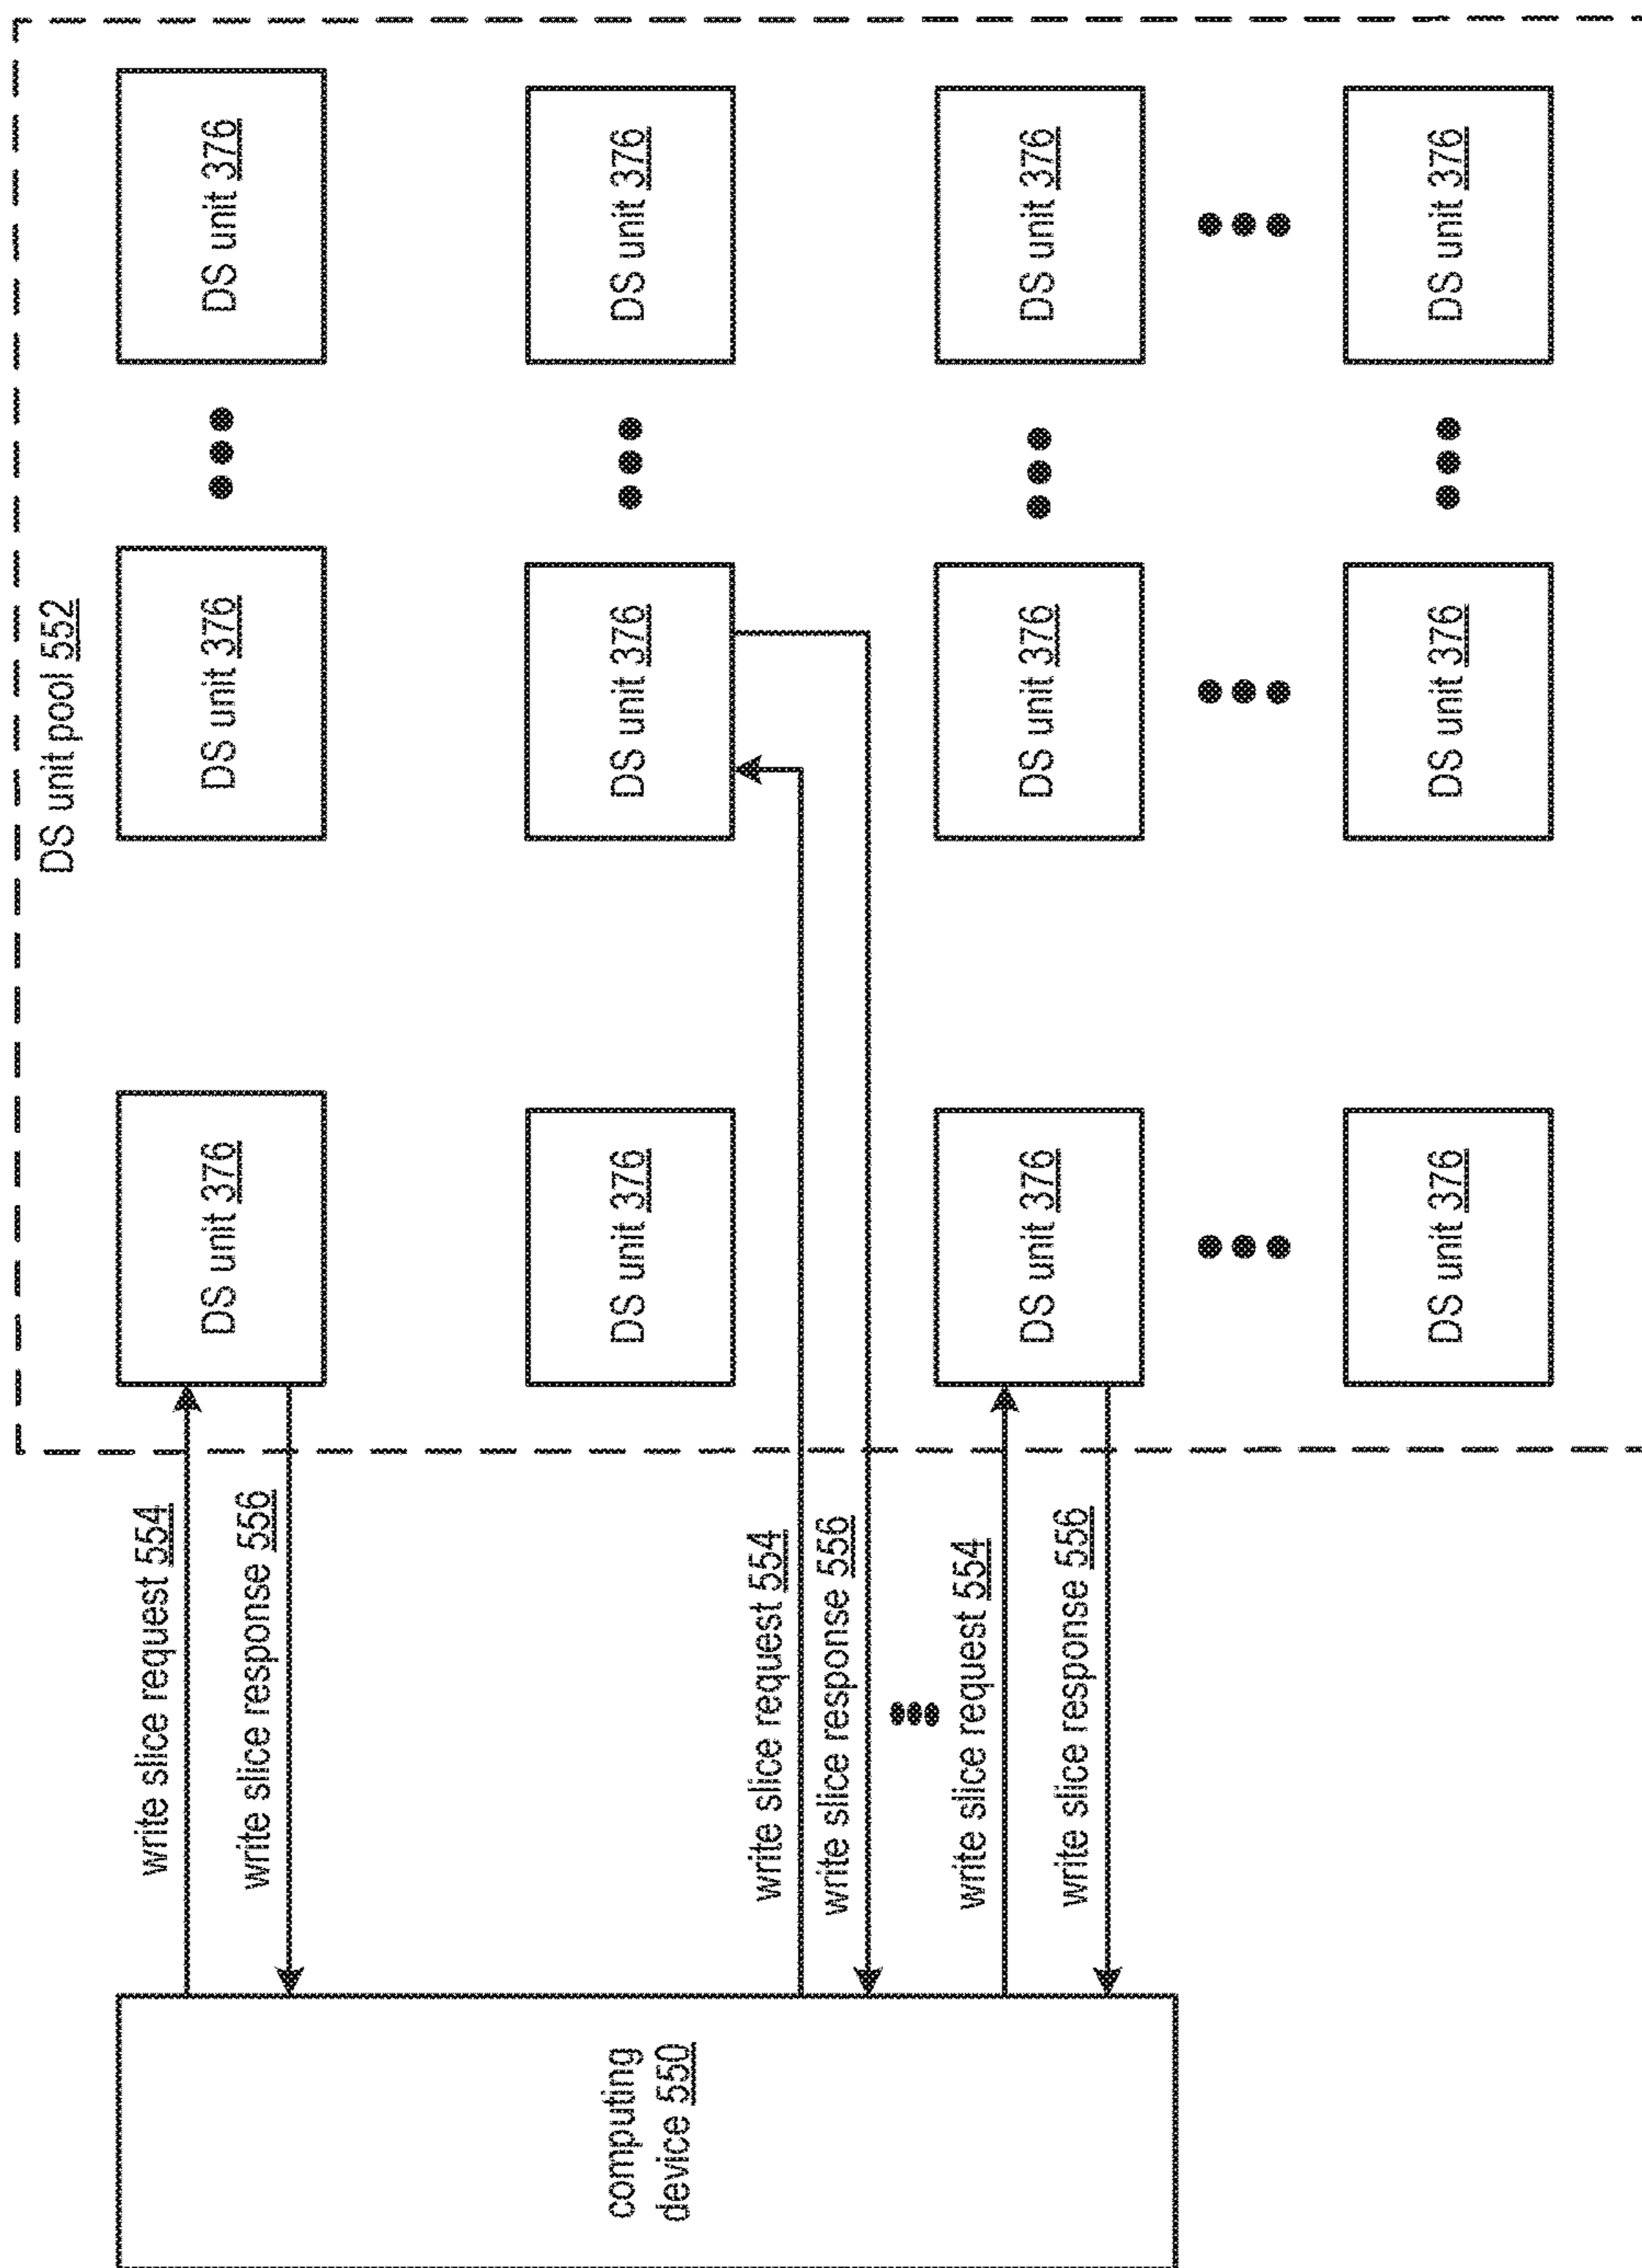 DS unit pool 552
write slice request 554
DS unit 376
DS unit 376
DS unit 376
write slice response 556
computing
device 550
DS unit 376
DS unit 376
DS unit 376
write slice request 554
write slice response 556
write slice request 554
DS unit 376
DS unit 376
DS unit 376
write slice response 556
DS unit 376
DS unit 376
DS unit 376